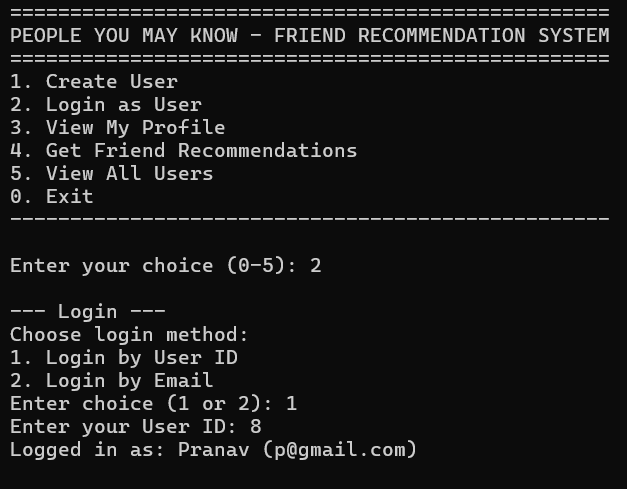 ==================================================
PEOPLE YOU MAY KNOW - FRIEND RECOMMENDATION SYSTEM
==================================================
1. Create User
2. Login as User
3. View My Profile
4. Get Friend Recommendations
5. View All Users
0. Exit
--------------------------------------------------
Enter your choice (0-5): 2
--- Login ---
Choose login method:
1. Login by User ID
2. Login by Email
Enter choice (1 or 2): 1
Enter your User ID: 8
Logged in as: Pranav (p@gmail.com)